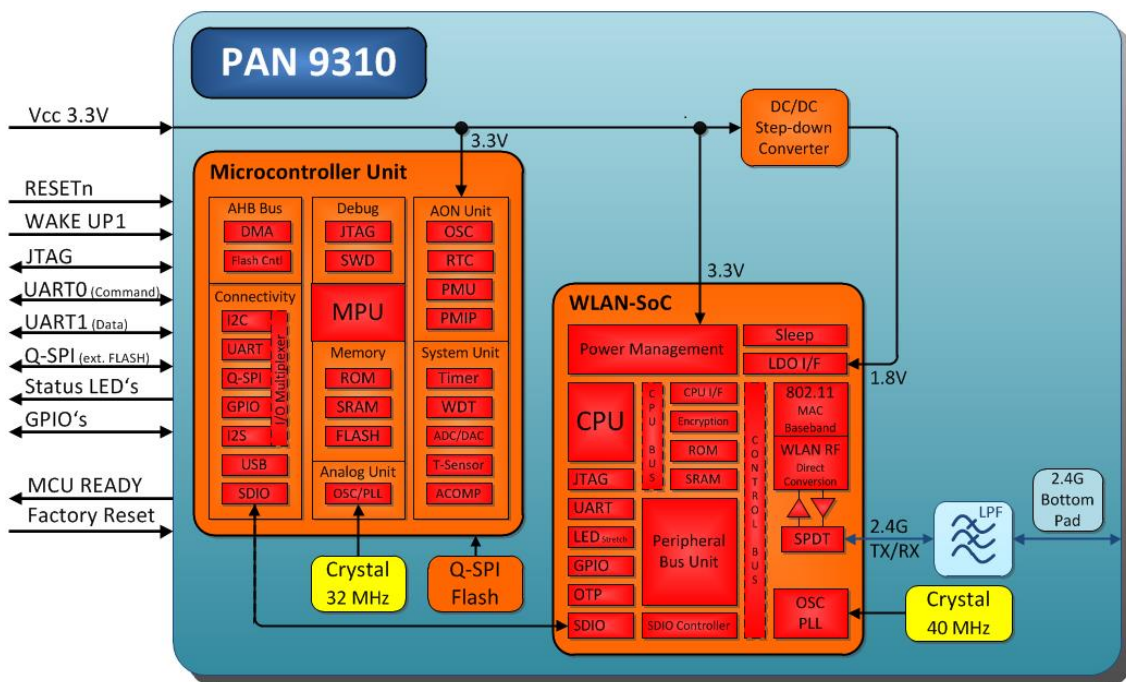 PAN 9310
Vcc 3.3V
RESETn
WAKE UP1
JTAG
UART0 (Command)
UART1 (Data)
Q-SPI (ext. FLASH)
Status LED‘s
GPIO‘s
MCU READY
Factory Reset
3.3V
Microcontroller Unit
AHB Bus
DMA
Flash Cntl
Connectivity
I2C
UART
Q-SPI
GPIO
I2S
I/O Multiplexer
USB
SDIO
Debug
JTAG
SWD
MPU
Memory
ROM
SRAM
FLASH
Analog Unit
OSC/PLL
AON Unit
OSC
RTC
PMU
PMIP
System Unit
Timer
WDT
ADC/DAC
T-Sensor
ACOMP
Crystal
32 MHz
Q-SPI
Flash
DC/DC
Step-down
Converter
3.3V
1.8V
WLAN-SoC
Power Management
Sleep
LDO I/F
CPU
CPU BUS
CPU I/F
Encryption
ROM
SRAM
CONTROL BUS
802.11
MAC
Baseband
WLAN RF
Direct
Conversion
SPDT
JTAG
UART
LED Stretch
GPIO
OTP
SDIO
Peripheral
Bus Unit
SDIO Controller
OSC
PLL
2.4G
TX/RX
LPF
2.4G
Bottom
Pad
Crystal
40 MHz